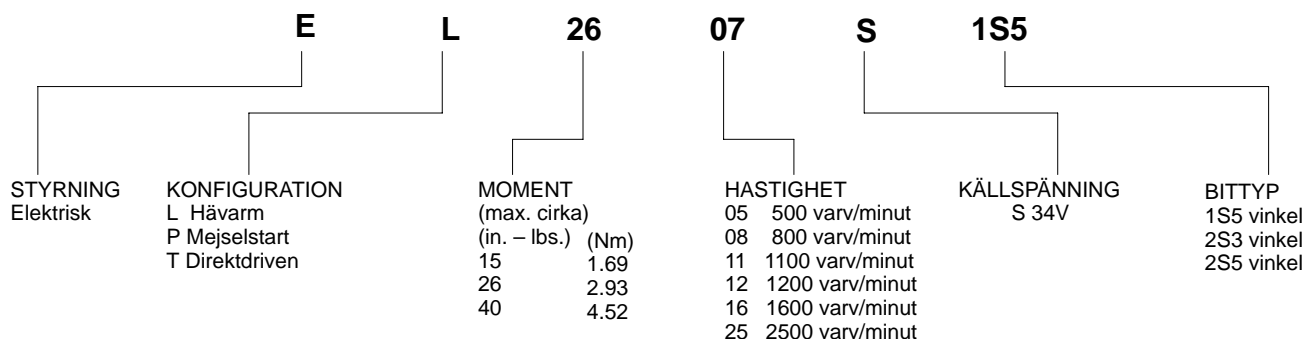 E L 26 07 S 1S5
STYRNING
Elektrisk
KONFIGURATION
L Hävarm
P Mejselstart
T Direktdriven
MOMENT
(max. cirka)
(in. – lbs.) (Nm)
15 1.69
26 2.93
40 4.52
HASTIGHET
05 500 varv/minut
08 800 varv/minut
11 1100 varv/minut
12 1200 varv/minut
16 1600 varv/minut
25 2500 varv/minut
KÄLLSPÄNNING
S 34V
BITTYP
1S5 vinkel
2S3 vinkel
2S5 vinkel